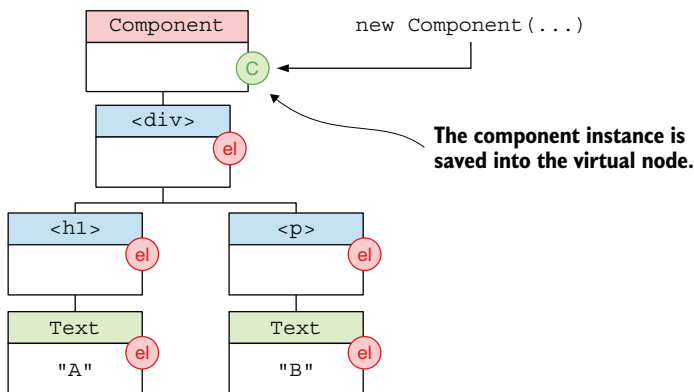 Component
new Component(...)
C
<div>
el
The component instance is
saved into the virtual node.
<h1>
<p>
el
el
Text
Text
"A"
el
"B"
el